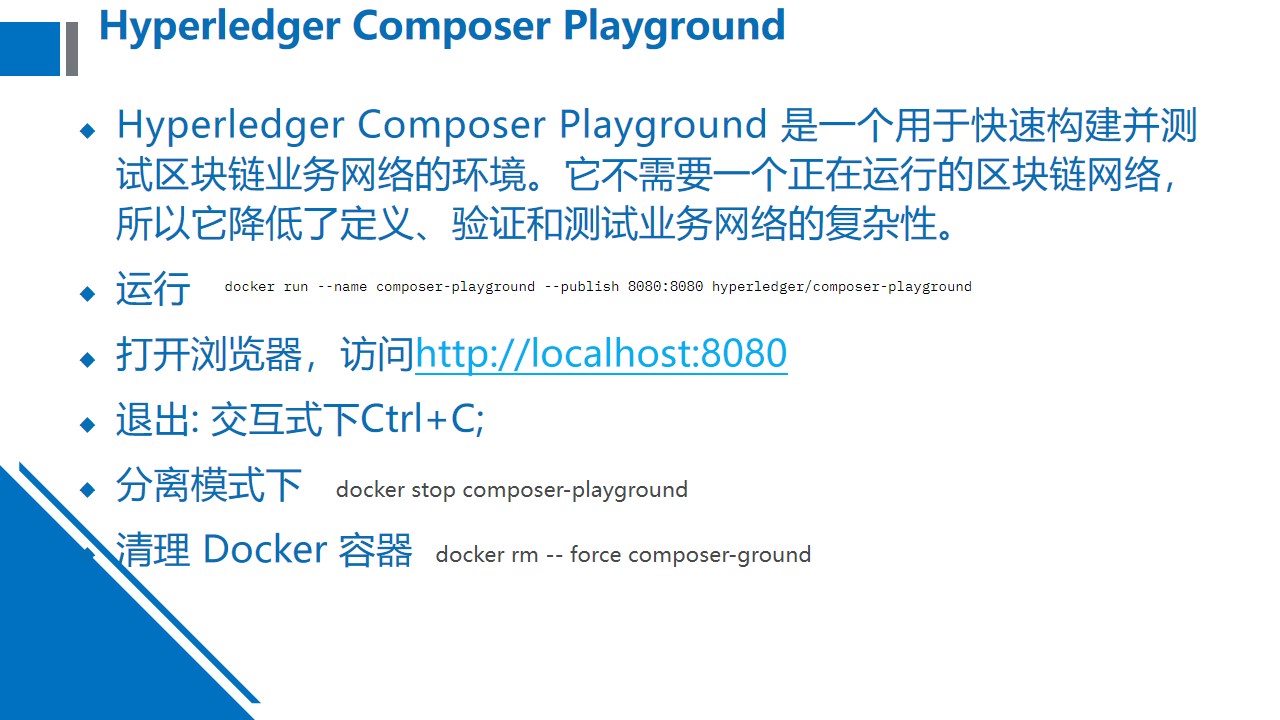 Hyperledger Composer Playground
Hyperledger Composer Playground 是一个用于快速构建并测
试区块链业务网络的环境。它不需要一个正在运行的区块链网络，
所以它降低了定义、验证和测试业务网络的复杂性。
运行 docker run --name composer-playground --publish 8080:8080 hyperledger/composer-playground
打开浏览器，访问http://localhost:8080
退出: 交互式下Ctrl+C;
分离模式下 docker stop composer-playground
清理 Docker 容器 docker rm -- force composer-ground